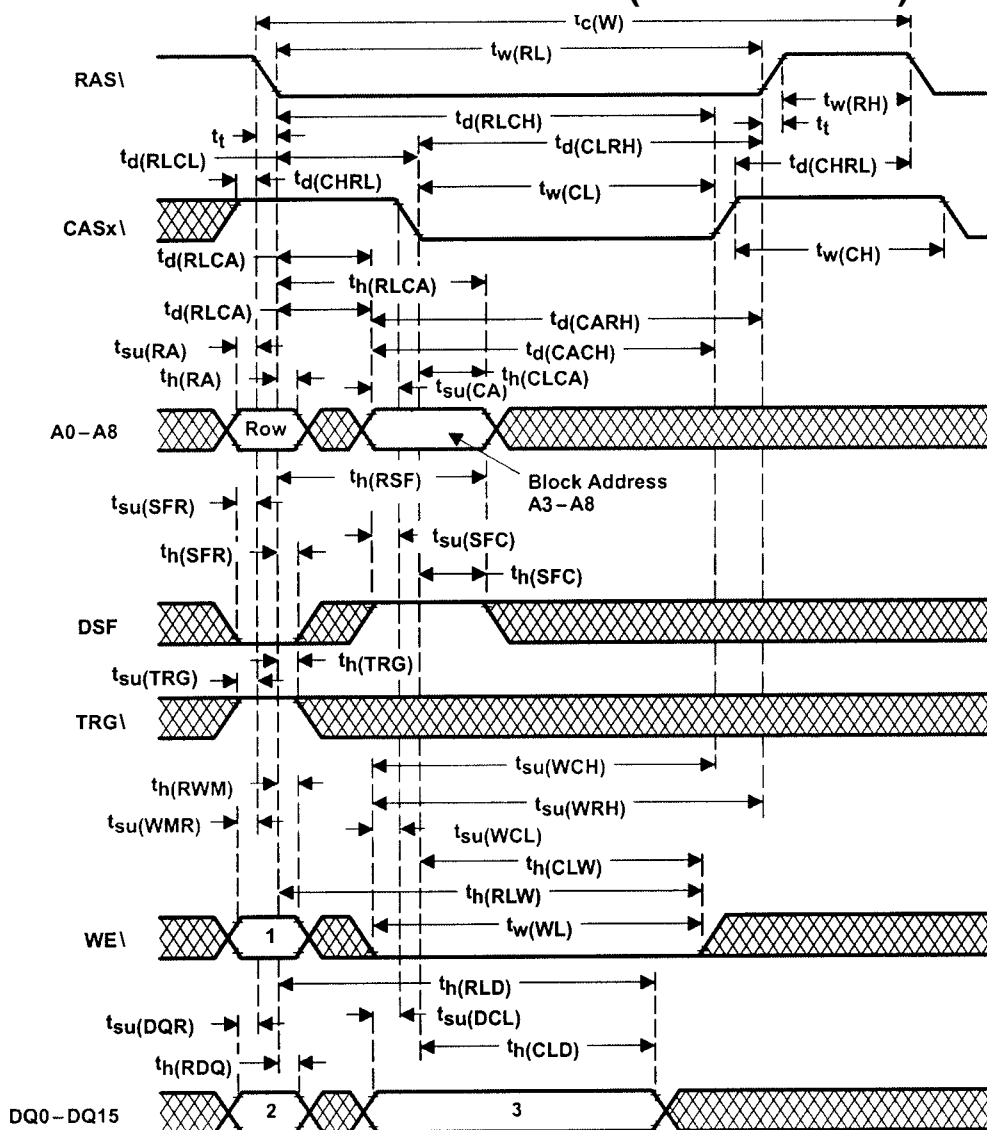 tc(W)
tw(RL)
RAS\
tw(RH)
td(RLCH)
tt
tt
td(CLRH)
td(RLCL)
td(CHRL)
td(CHRL)
tw(CL)
CASx\
tw(CH)
td(RLCA)
th(RLCA)
td(RLCA)
td(CARH)
tsu(RA)
td(CACH)
th(RA)
th(CLCA)
tsu(CA)
A0–A8
Row
th(RSF)
Block Address
A3–A8
tsu(SFR)
tsu(SFC)
th(SFR)
th(SFC)
DSF
th(TRG)
tsu(TRG)
TRG\
tsu(WCH)
th(RWM)
tsu(WRH)
tsu(WMR)
tsu(WCL)
th(CLW)
th(RLW)
WE\
1
tw(WL)
th(RLD)
tsu(DQR)
tsu(DCL)
th(CLD)
th(RDQ)
DQ0–DQ15
2
3